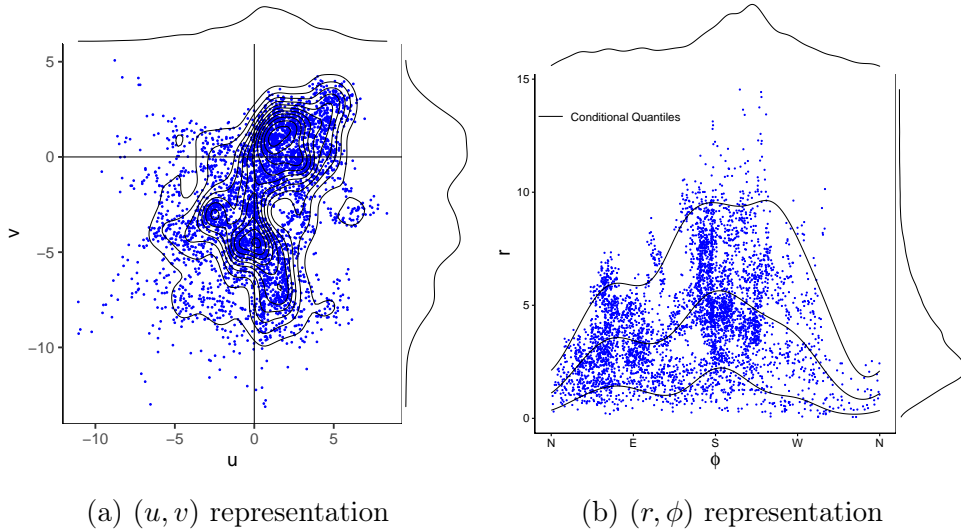 5
0
−5
−10
v
−10
−5
0
5
u
(a) (u, v) representation
15
10
5
0
r
Conditional Quantiles
N
E
S
W
N
ϕ
(b) (r, ϕ) representation